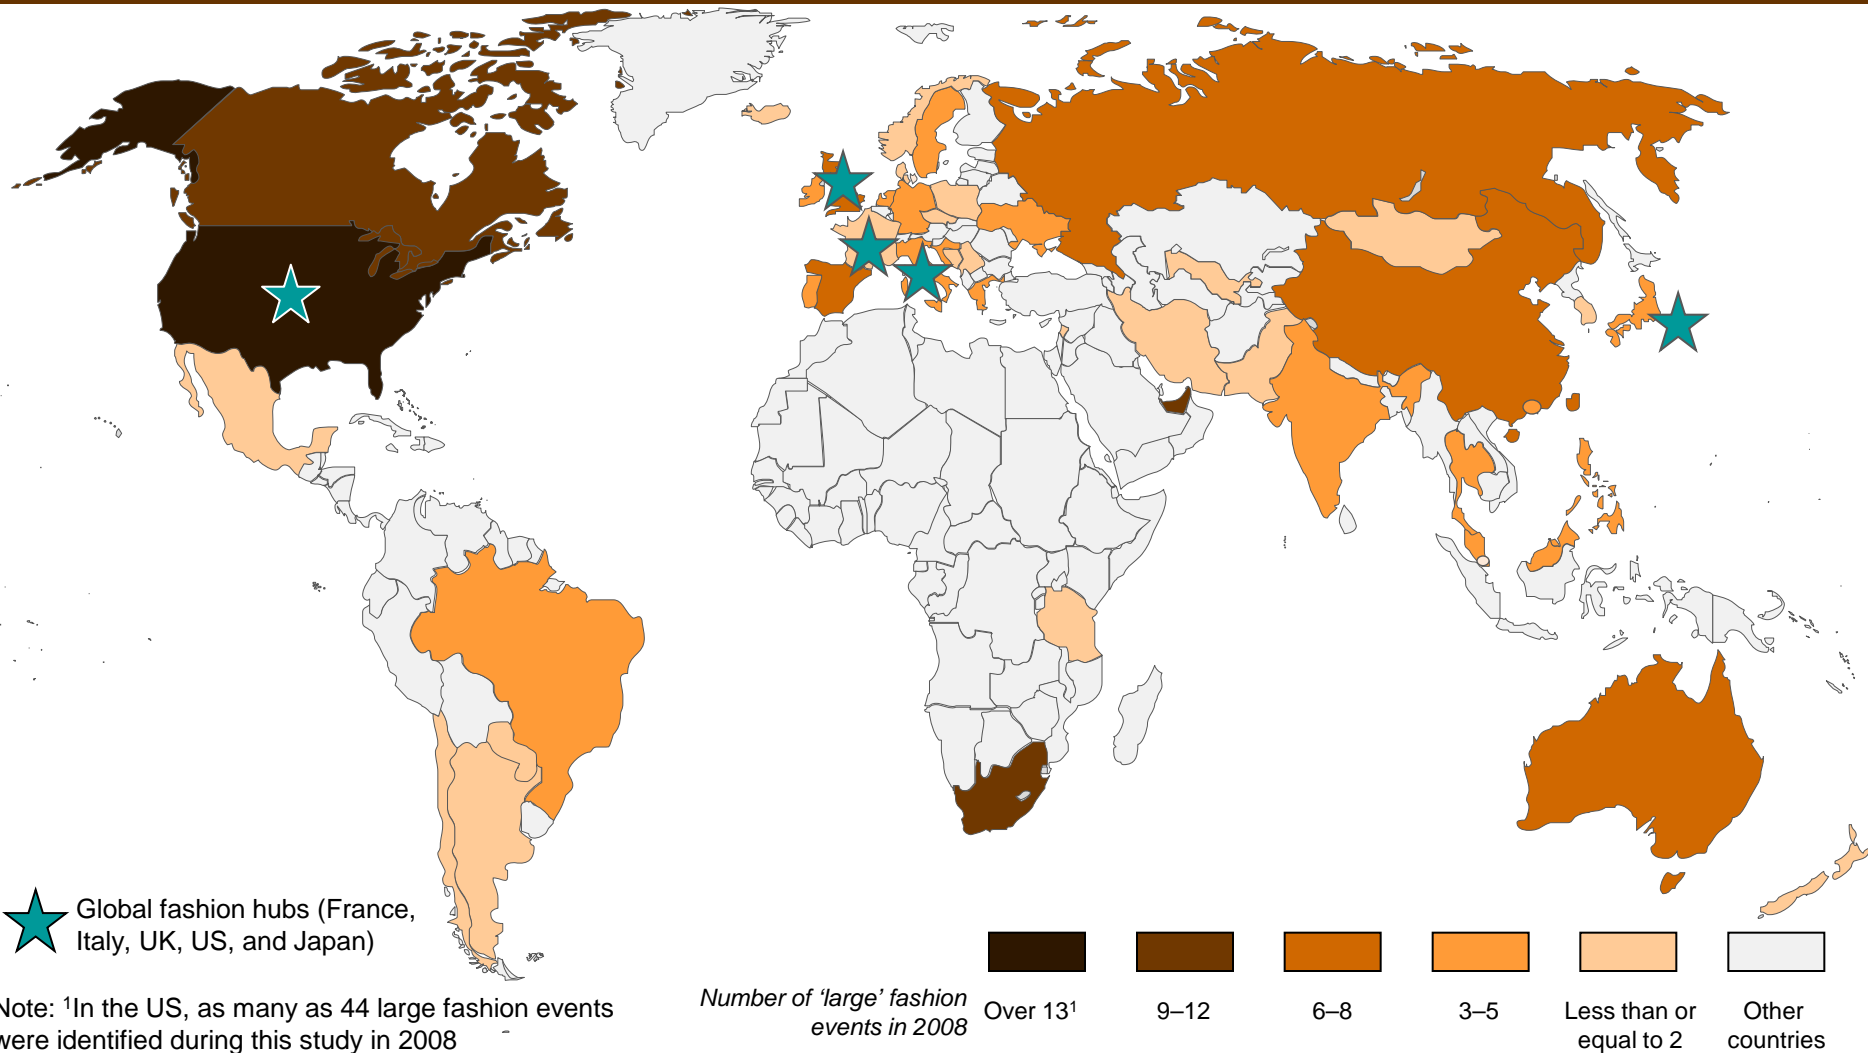 Global fashion hubs (France,
Italy, UK, US, and Japan)
Note: ¹In the US, as many as 44 large fashion events
were identified during this study in 2008
Number of ‘large’ fashion
events in 2008
Over 13¹
9–12
6–8
3–5
Less than or
equal to 2
Other
countries